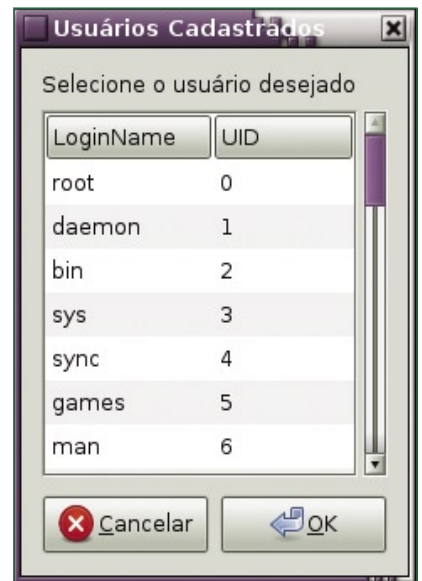 Usuários Cadastrados
Selecione o usuário desejado
LoginName UID
root 0
daemon 1
bin 2
sys 3
sync 4
games 5
man 6
Cancelar OK